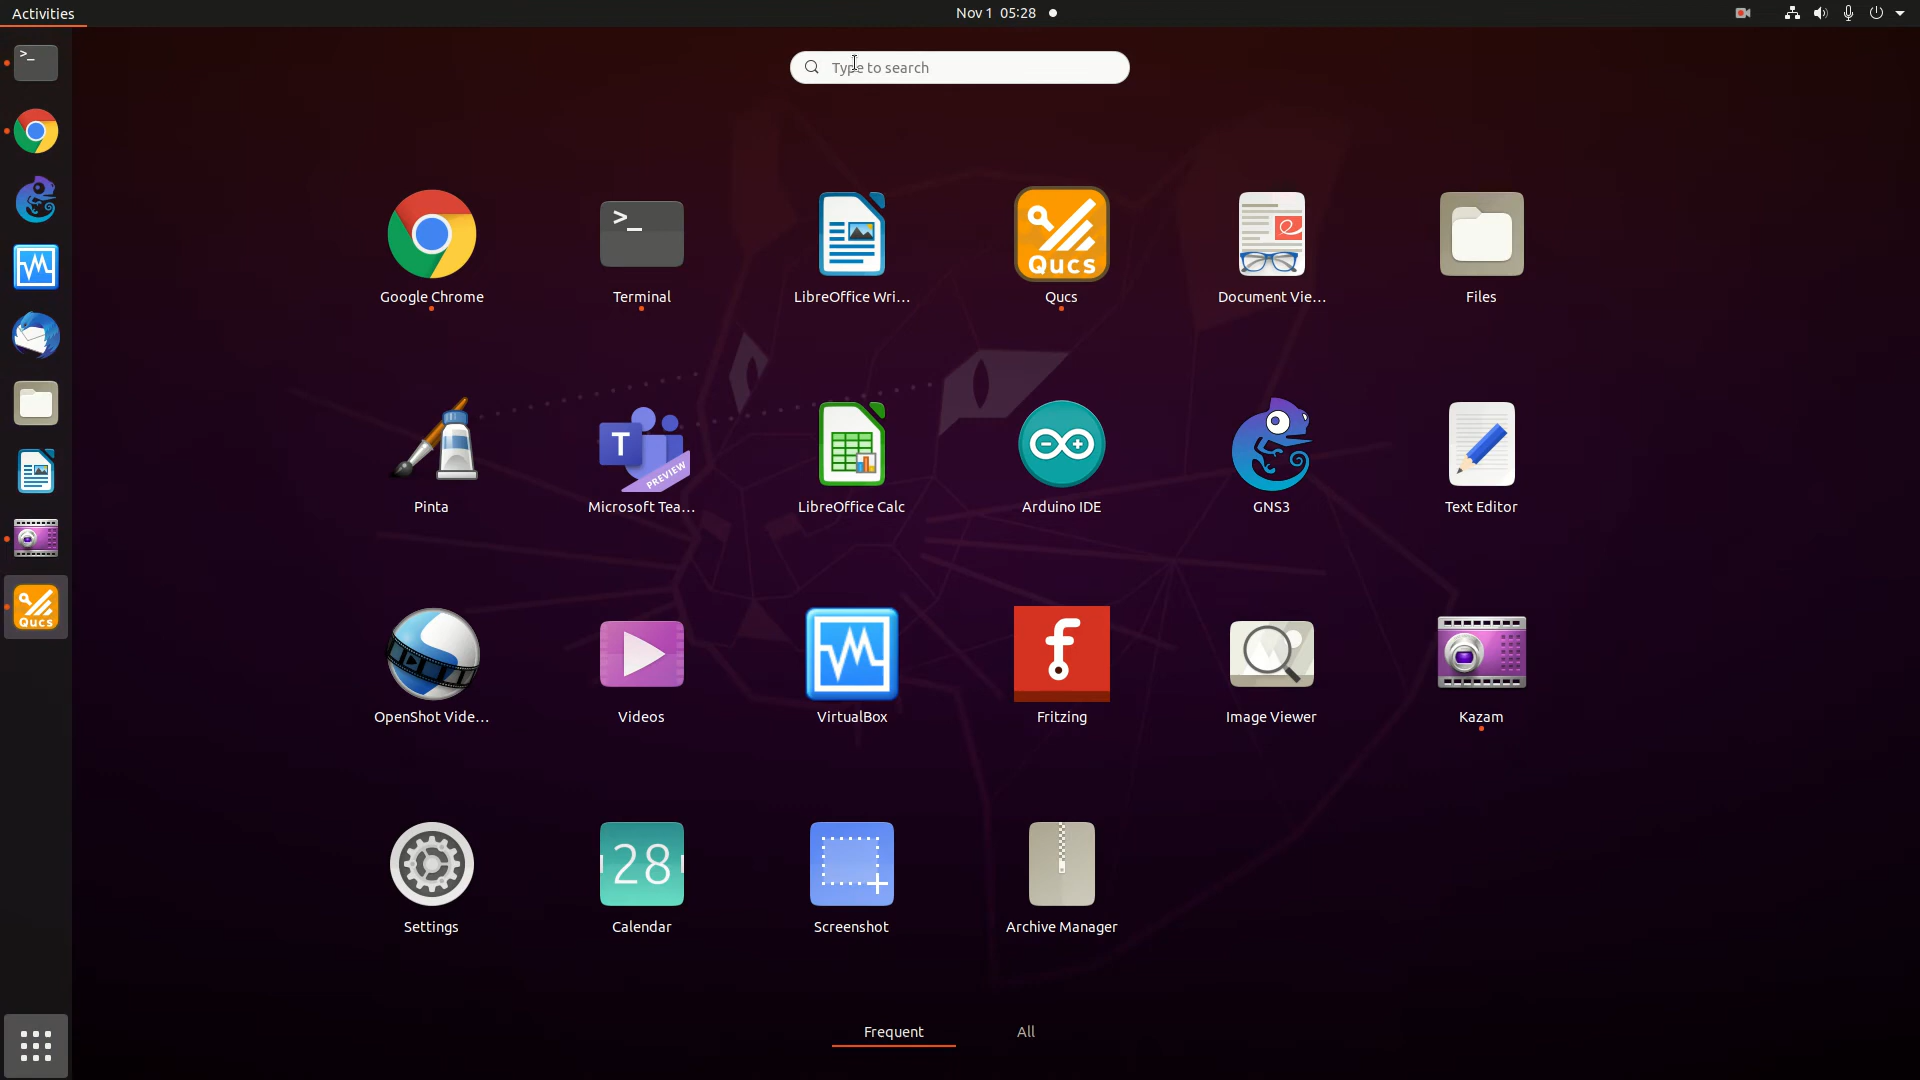 Activities
Nov 1 05:28
Type to search
>_
>_
Qucs
Google Chrome
Terminal
LibreOffice Wri...
Qucs
Document Vie...
Files
T
PREVIEW
Pinta
Microsoft Tea...
LibreOffice Calc
Arduino IDE
GNS3
Text Editor
f
OpenShot Vide...
Videos
VirtualBox
Fritzing
Image Viewer
Kazam
Qucs
28
Settings
Calendar
Screenshot
Archive Manager
Frequent
All